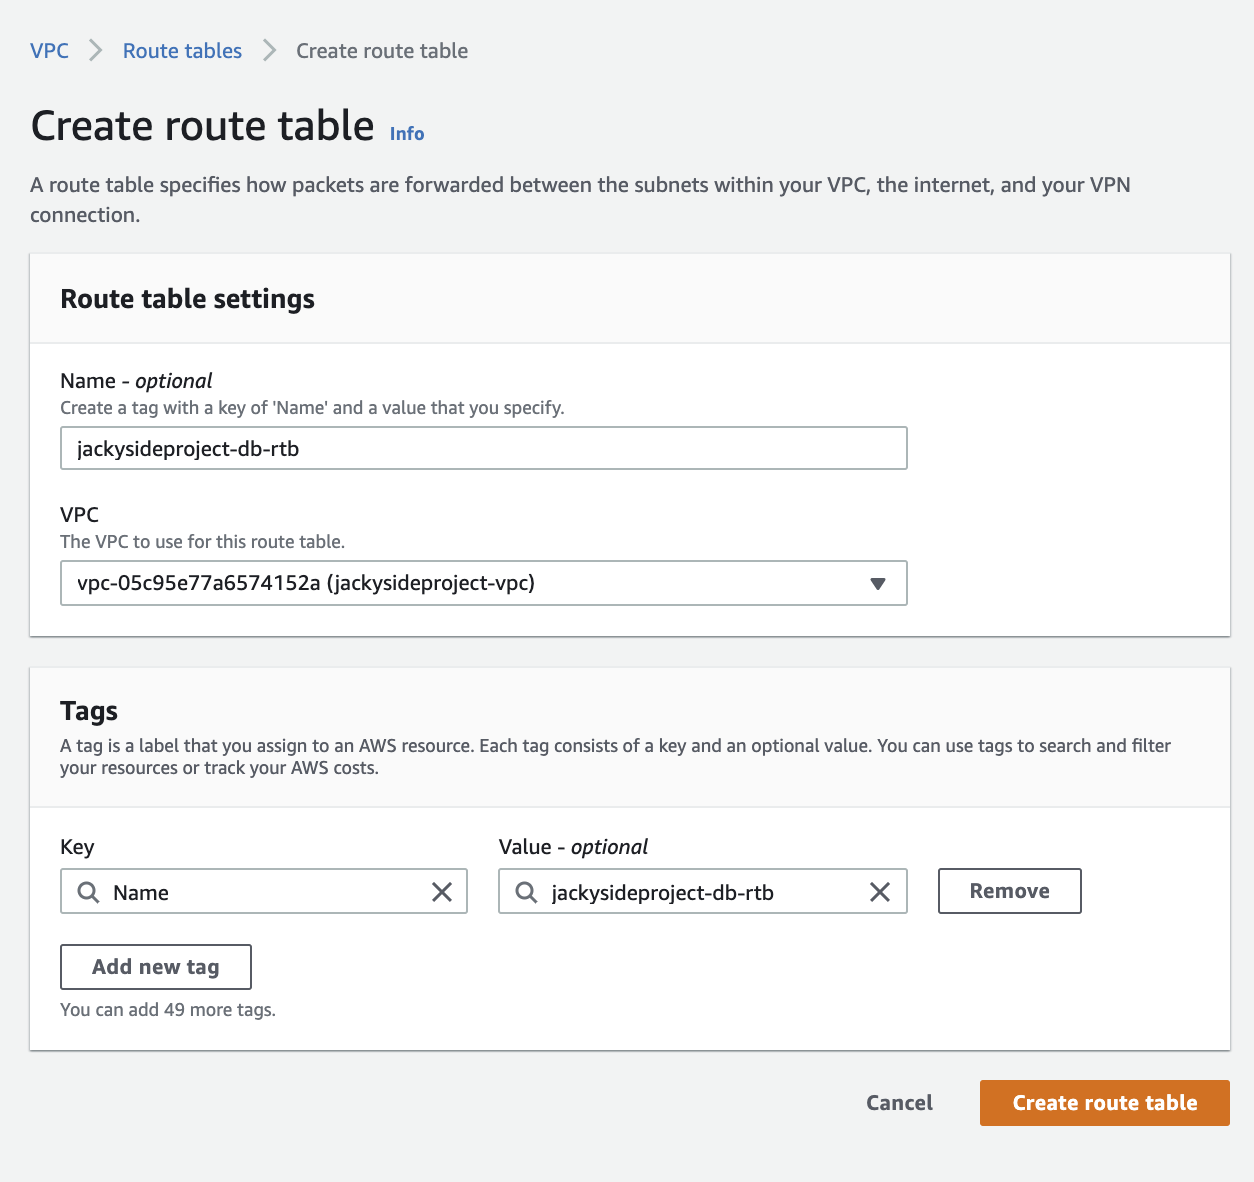 VPC > Route tables > Create route table
Create route table Info
A route table specifies how packets are forwarded between the subnets within your VPC, the internet, and your VPN
connection.
Route table settings
Name - optional
Create a tag with a key of 'Name' and a value that you specify.
jackysideproject-db-rtb
VPC
The VPC to use for this route table.
vpc-05c95e77a6574152a (jackysideproject-vpc)
Tags
A tag is a label that you assign to an AWS resource. Each tag consists of a key and an optional value. You can use tags to search and filter
your resources or track your AWS costs.
Key Value - optional
Name jackysideproject-db-rtb Remove
Add new tag
You can add 49 more tags.
Cancel Create route table